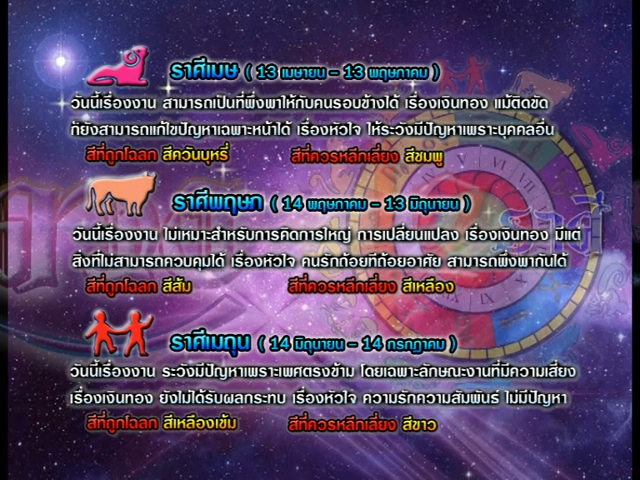 ราศีเมษ ( 13 เมษายน - 13 พฤษภาคม )
วันนี้เรื่องงาน สามารถเป็นที่พึ่งพาให้กับคนรอบข้างได้ เรื่องเงินทอง แม้ติดขัด
ก็ยังสามารถแก้ไขปัญหาเฉพาะหน้าได้ เรื่องหัวใจ ให้ระวังมีปัญหาเพราะบุคคลอื่น
สีที่ถูกโฉลก สีควันบุหรี่ สีที่ควรหลีกเลี่ยง สีชมพู
ราศีพฤษภ ( 14 พฤษภาคม - 13 มิถุนายน )
วันนี้เรื่องงาน ไม่เหมาะสำหรับการคิดการใหญ่ การเปลี่ยนแปลง เรื่องเงินทอง มีแต่
สิ่งที่ไม่สามารถควบคุมได้ เรื่องหัวใจ คนรักถ้อยทีถ้อยอาศัย สามารถพึ่งพากันได้
สีที่ถูกโฉลก สีส้ม สีที่ควรหลีกเลี่ยง สีเหลือง
ราศีเมถุน ( 14 มิถุนายน - 14 กรกฎาคม )
วันนี้เรื่องงาน ระวังมีปัญหาเพราะเพศตรงข้าม โดยเฉพาะลักษณะงานที่มีความเสี่ยง
เรื่องเงินทอง ยังไม่ได้รับผลกระทบ เรื่องหัวใจ ความรักความสัมพันธ์ ไม่มีปัญหา
สีที่ถูกโฉลก สีเหลืองเข้ม สีที่ควรหลีกเลี่ยง สีขาว